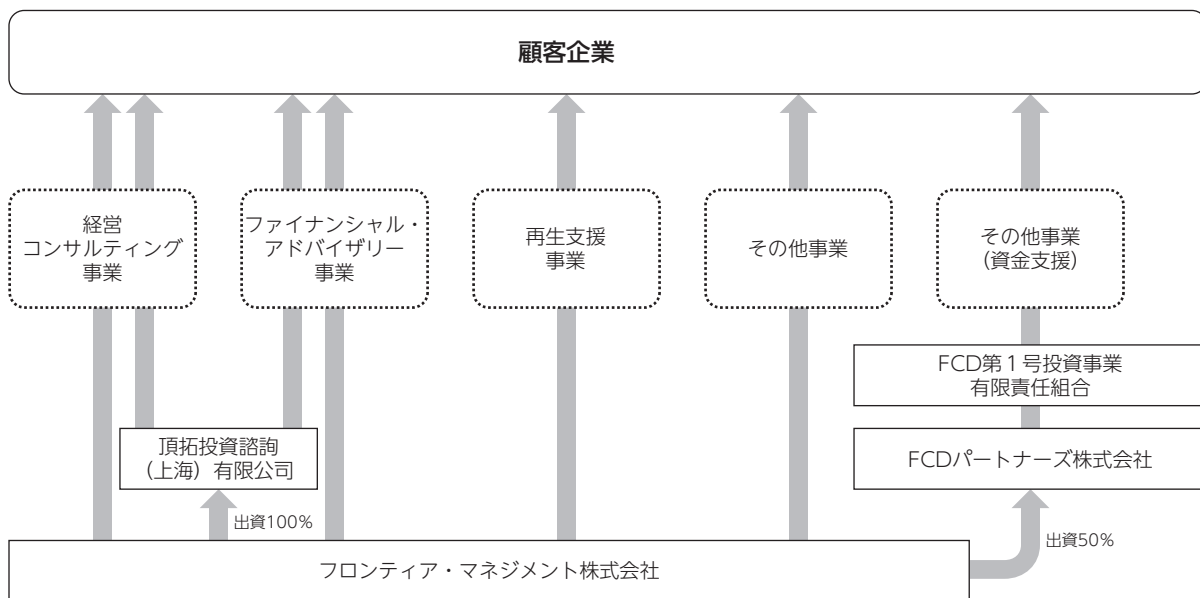 顧客企業
経営
コンサルティング
事業
ファイナンシャル・
アドバイザリー
事業
再生支援
事業
その他事業
その他事業
（資金支援）
FCD第１号投資事業
有限責任組合
頂拓投資諮詢
（上海）有限公司
FCDパートナーズ株式会社
出資100％
出資50％
フロンティア・マネジメント株式会社